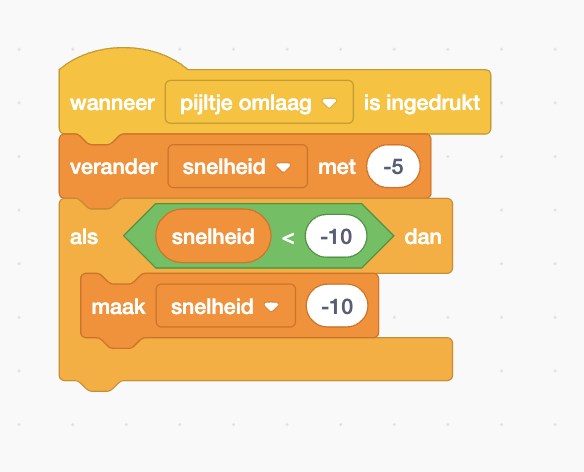 wanneer pijltje omlaag is ingedrukt
verander snelheid met -5
als snelheid < -10 dan
maak snelheid -10